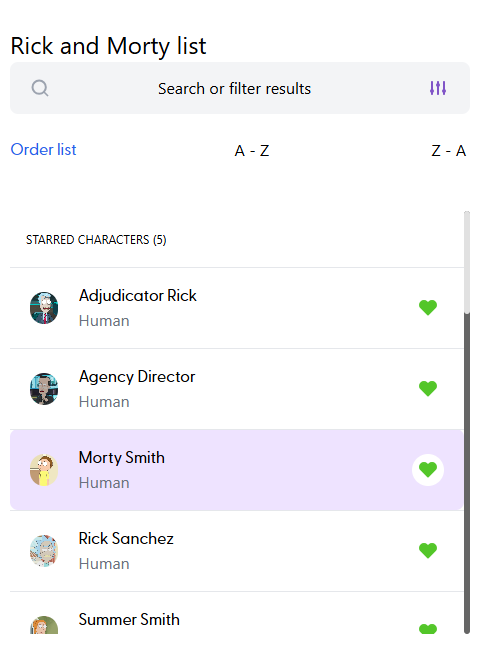 Rick and Morty list
Search or filter results
Order list A - Z Z - A
STARRED CHARACTERS (5)
Adjudicator Rick
Human
Agency Director
Human
Morty Smith
Human
Rick Sanchez
Human
Summer Smith